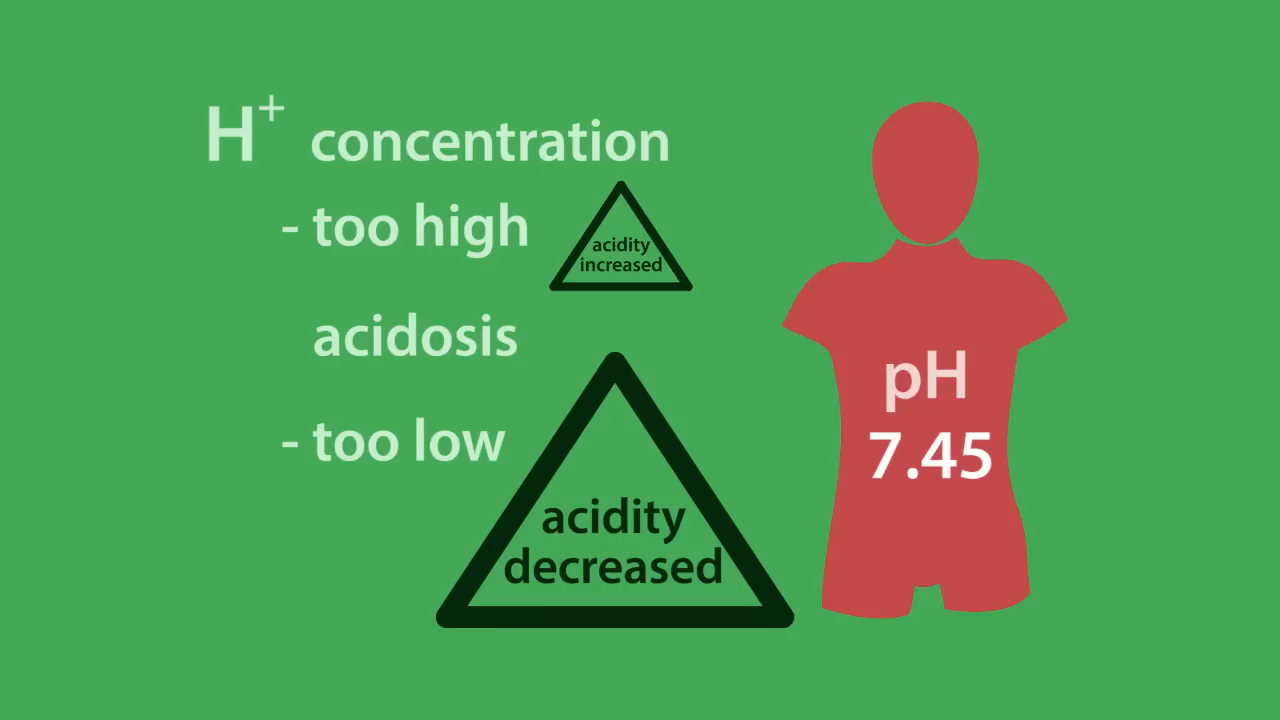 H⁺ concentration
- too high
acidity
increased
acidosis
- too low
acidity
decreased
pH
7.45